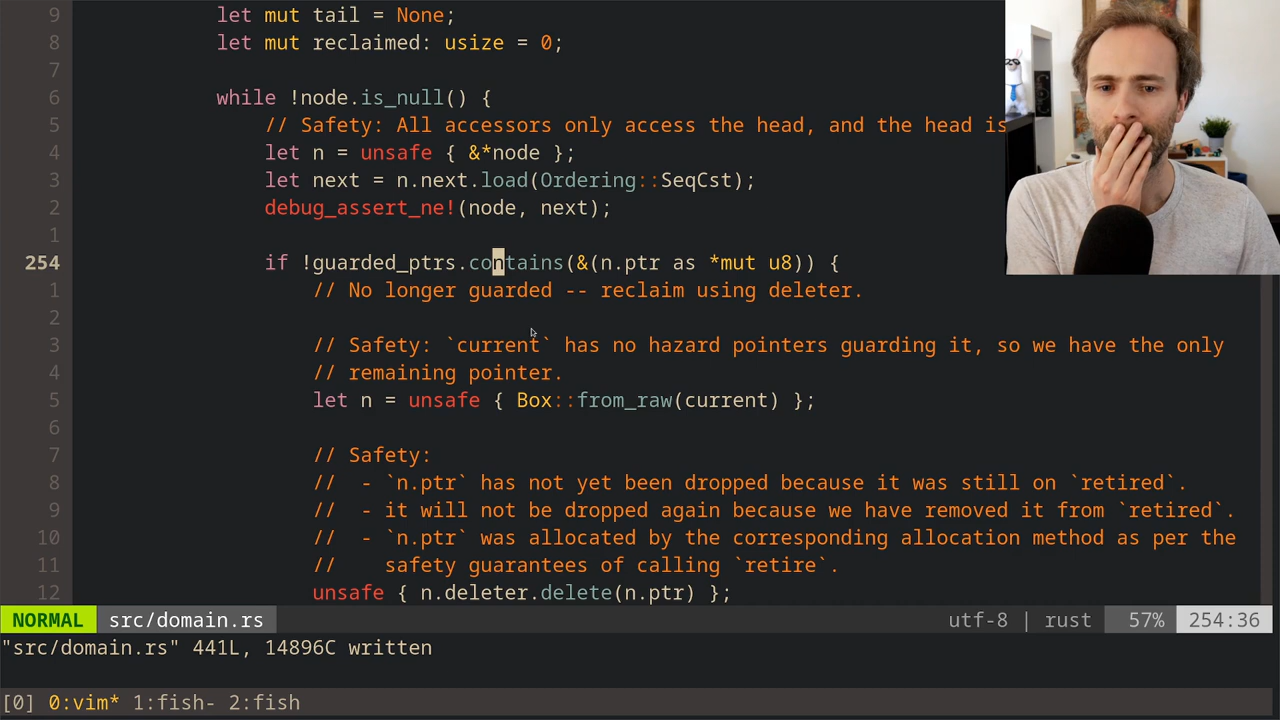 9 let mut tail = None;
8 let mut reclaimed: usize = 0;
7
6 while !node.is_null() {
5 // Safety: All accessors only access the head, and the head is
4 let n = unsafe { &*node };
3 let next = n.next.load(Ordering::SeqCst);
2 debug_assert_ne!(node, next);
1
254 if !guarded_ptrs.contains(&(n.ptr as *mut u8)) {
1 // No longer guarded -- reclaim using deleter.
2
3 // Safety: `current` has no hazard pointers guarding it, so we have the only
4 // remaining pointer.
5 let n = unsafe { Box::from_raw(current) };
6
7 // Safety:
8 //  - `n.ptr` has not yet been dropped because it was still on `retired`.
9 //  - it will not be dropped again because we have removed it from `retired`.
10 //  - `n.ptr` was allocated by the corresponding allocation method as per the
11 //    safety guarantees of calling `retire`.
12 unsafe { n.deleter.delete(n.ptr) };
NORMAL src/domain.rs utf-8 | rust 57% 254:36
"src/domain.rs" 441L, 14896C written
[0] 0:vim* 1:fish- 2:fish